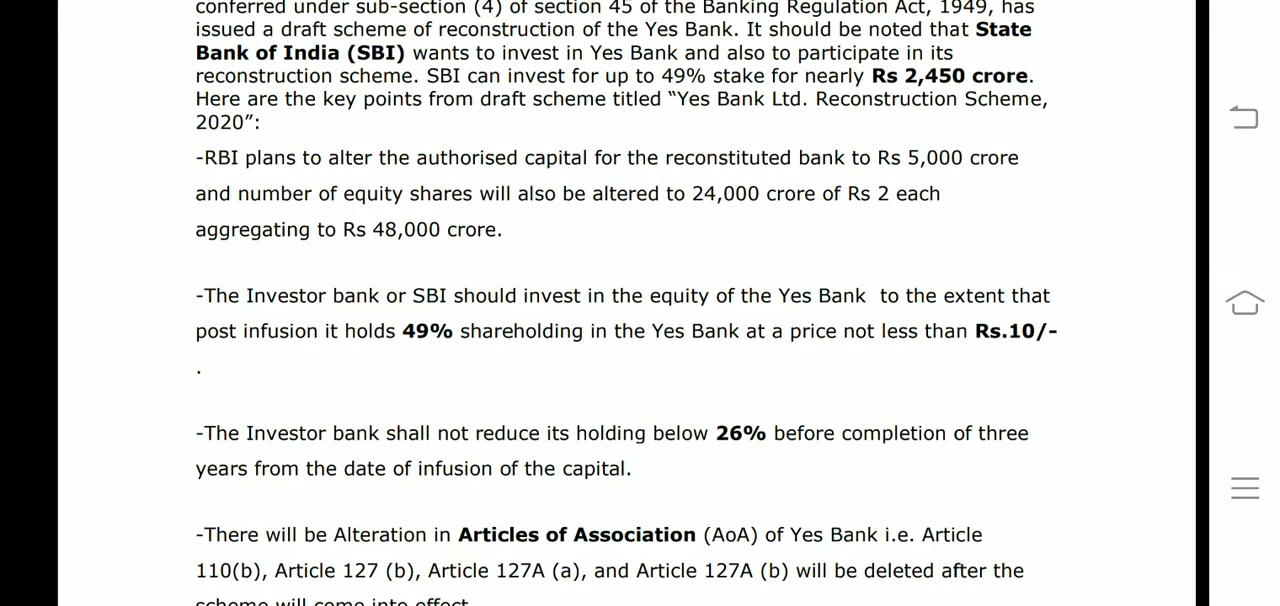 conferred under sub-section (4) of section 45 of the Banking Regulation Act, 1949, has
issued a draft scheme of reconstruction of the Yes Bank. It should be noted that State
Bank of India (SBI) wants to invest in Yes Bank and also to participate in its
reconstruction scheme. SBI can invest for up to 49% stake for nearly Rs 2,450 crore.
Here are the key points from draft scheme titled “Yes Bank Ltd. Reconstruction Scheme,
2020”:
-RBI plans to alter the authorised capital for the reconstituted bank to Rs 5,000 crore
and number of equity shares will also be altered to 24,000 crore of Rs 2 each
aggregating to Rs 48,000 crore.
-The Investor bank or SBI should invest in the equity of the Yes Bank  to the extent that
post infusion it holds 49% shareholding in the Yes Bank at a price not less than Rs.10/-
.
-The Investor bank shall not reduce its holding below 26% before completion of three
years from the date of infusion of the capital.
-There will be Alteration in Articles of Association (AoA) of Yes Bank i.e. Article
110(b), Article 127 (b), Article 127A (a), and Article 127A (b) will be deleted after the
scheme will come into effect.